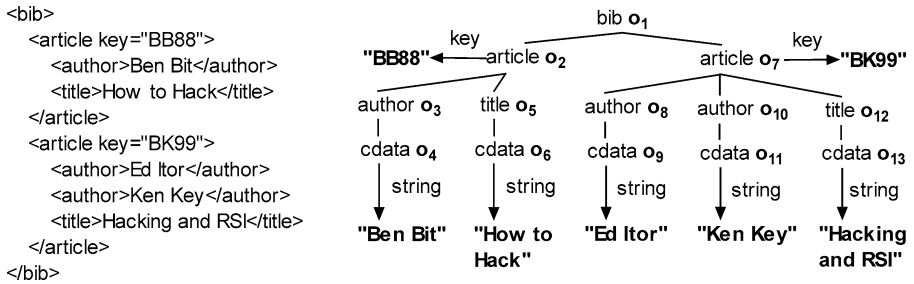 <bib>
<article key="BB88">
<author>Ben Bit</author>
<title>How to Hack</title>
</article>
<article key="BK99">
<author>Ed Itor</author>
<author>Ken Key</author>
<title>Hacking and RSI</title>
</article>
</bib>
bib o1
key key
"BB88" article o2 article o7 "BK99"
author o3 title o5 author o8 author o10 title o12
cdata o4 cdata o6 cdata o9 cdata o11 cdata o13
string string string string string
"Ben Bit" "How to "Ed Itor" "Ken Key" "Hacking
Hack" and RSI"